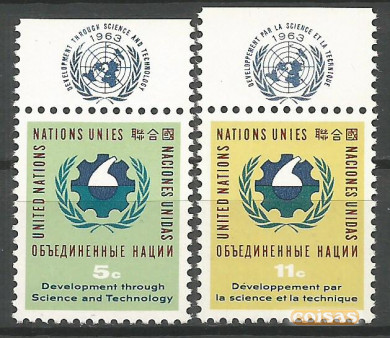 DEVELOPMENT THROUGH SCIENCE AND TECHNOLOGY
1963
NATIONS UNIES 聯合國
UNITED NATIONS
NACIONES UNIDAS
ОБЪЕДИНЕННЫЕ НАЦИИ
5c
Development through
Science and Technology
DÉVELOPPEMENT PAR LA SCIENCE ET LA TECHNIQUE
1963
NATIONS UNIES 聯合國
UNITED NATIONS
NACIONES UNIDAS
ОБЪЕДИНЕННЫЕ НАЦИИ
11c
Développement par
la science et la technique
coisas